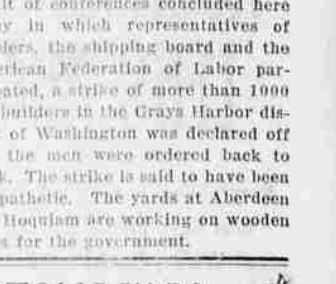 of conferences concluded here
in which representatives of
the shipping board and the
Federation of Labor par-
a strike of more than 1000
builders in the Grays Harbor dis-
of Washington was declared off
the men were ordered back to
The strike is said to have been
pathetic. The yards at Aberdeen
Hoquiam are working on wooden
for the government.